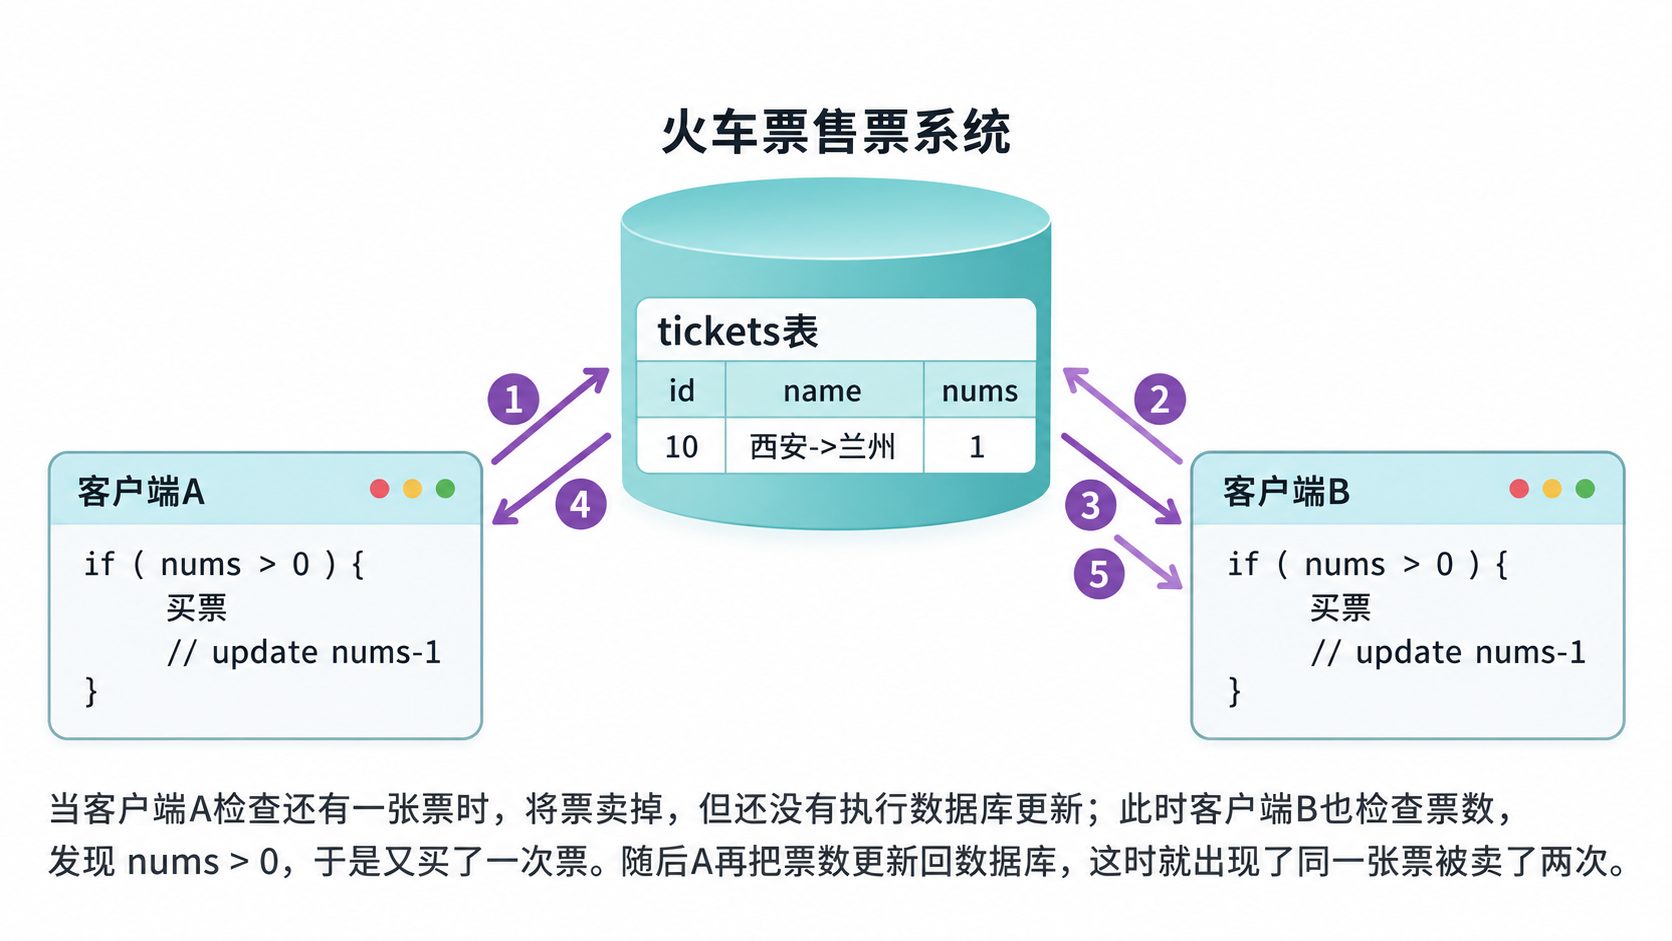 火车票售票系统
tickets表
id name nums
10 西安->兰州 1
1
2
4
3
5
客户端A
if ( nums > 0 ) {
买票
// update nums-1
}
客户端B
if ( nums > 0 ) {
买票
// update nums-1
}
当客户端A检查还有一张票时，将票卖掉，但还没有执行数据库更新；此时客户端B也检查票数，
发现 nums > 0，于是又买了一次票。随后A再把票数更新回数据库，这时就出现了同一张票被卖了两次。